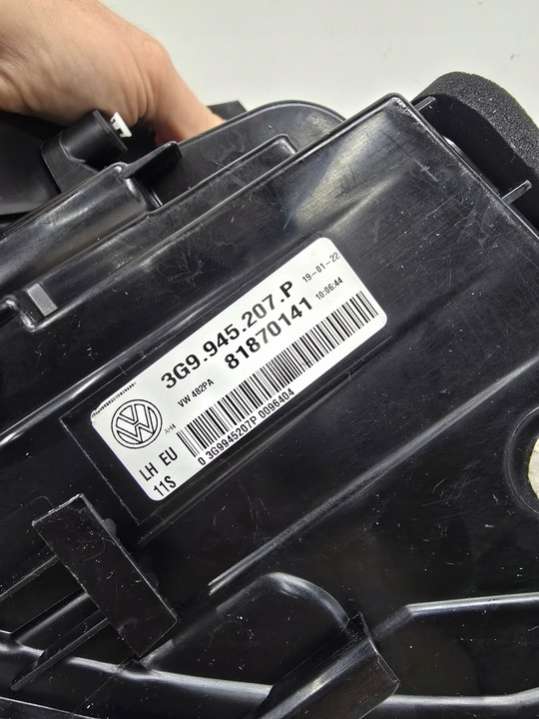 3G9.945.207.P 19-01-22
81870141 10:06:44
VW 482PA
LH EU
0 3G9945207P 0096404
11S